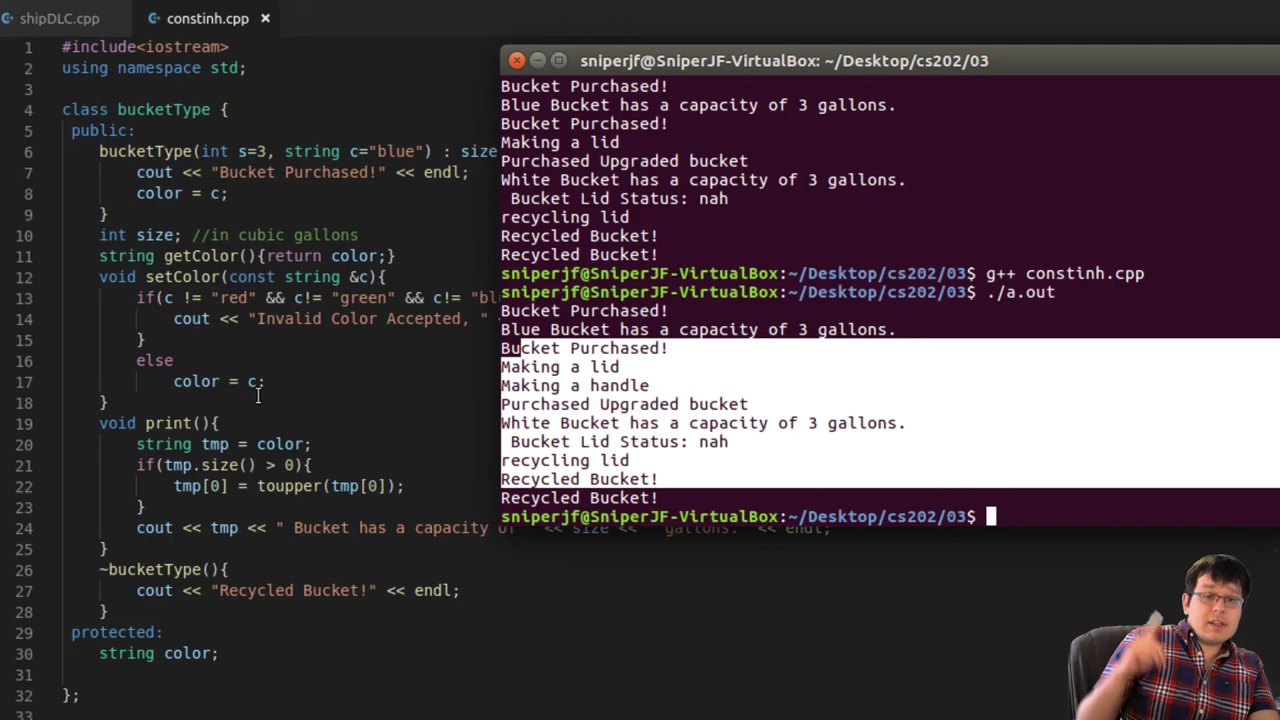 shipDLC.cpp
constinh.cpp
1 #include<iostream>
2 using namespace std;
3
4 class bucketType {
5 public:
6 bucketType(int s=3, string c="blue") : size
7 cout << "Bucket Purchased!" << endl;
8 color = c;
9 }
10 int size; //in cubic gallons
11 string getColor(){return color;}
12 void setColor(const string &c){
13 if(c != "red" && c!= "green" && c!= "bl
14 cout << "Invalid Color Accepted, "
15 }
16 else
17 color = c;
18 }
19 void print(){
20 string tmp = color;
21 if(tmp.size() > 0){
22 tmp[0] = toupper(tmp[0]);
23 }
24 cout << tmp << " Bucket has a capacity of " << size << " gallons. " << endl;
25 }
26 ~bucketType(){
27 cout << "Recycled Bucket!" << endl;
28 }
29 protected:
30 string color;
31
32 };
33
sniperjf@SniperJF-VirtualBox: ~/Desktop/cs202/03
Bucket Purchased!
Blue Bucket has a capacity of 3 gallons.
Bucket Purchased!
Making a lid
Purchased Upgraded bucket
White Bucket has a capacity of 3 gallons.
Bucket Lid Status: nah
recycling lid
Recycled Bucket!
Recycled Bucket!
sniperjf@SniperJF-VirtualBox:~/Desktop/cs202/03$ g++ constinh.cpp
sniperjf@SniperJF-VirtualBox:~/Desktop/cs202/03$ ./a.out
Bucket Purchased!
Blue Bucket has a capacity of 3 gallons.
Bucket Purchased!
Making a lid
Making a handle
Purchased Upgraded bucket
White Bucket has a capacity of 3 gallons.
Bucket Lid Status: nah
recycling lid
Recycled Bucket!
Recycled Bucket!
sniperjf@SniperJF-VirtualBox:~/Desktop/cs202/03$